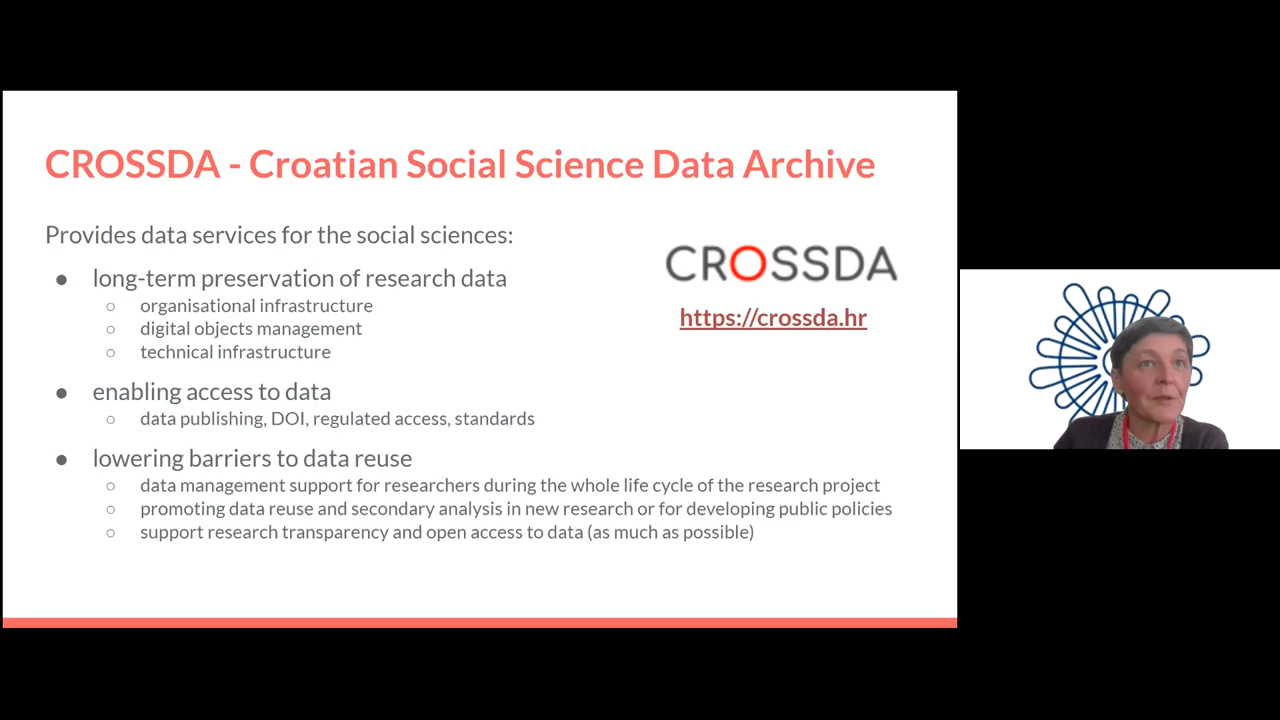 CROSSDA - Croatian Social Science Data Archive
Provides data services for the social sciences:
● long-term preservation of research data
○ organisational infrastructure
○ digital objects management
○ technical infrastructure
● enabling access to data
○ data publishing, DOI, regulated access, standards
● lowering barriers to data reuse
○ data management support for researchers during the whole life cycle of the research project
○ promoting data reuse and secondary analysis in new research or for developing public policies
○ support research transparency and open access to data (as much as possible)
CROSSDA
https://crossda.hr